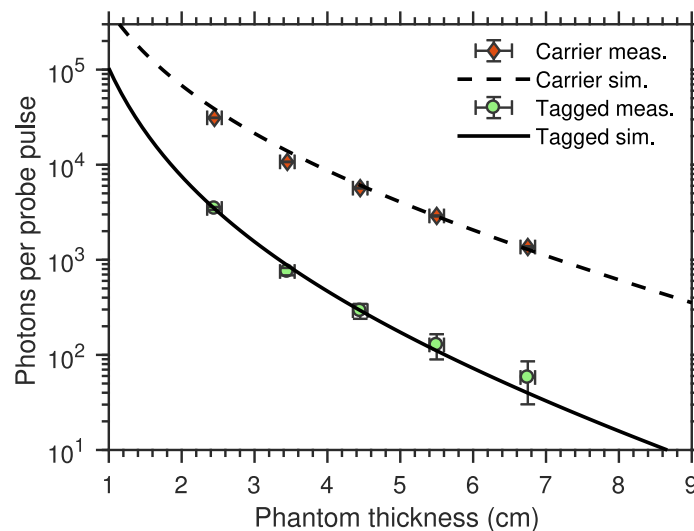 Photons per probe pulse
10^5
10^4
10^3
10^2
10^1
Carrier meas.
Carrier sim.
Tagged meas.
Tagged sim.
1 2 3 4 5 6 7 8 9
Phantom thickness (cm)